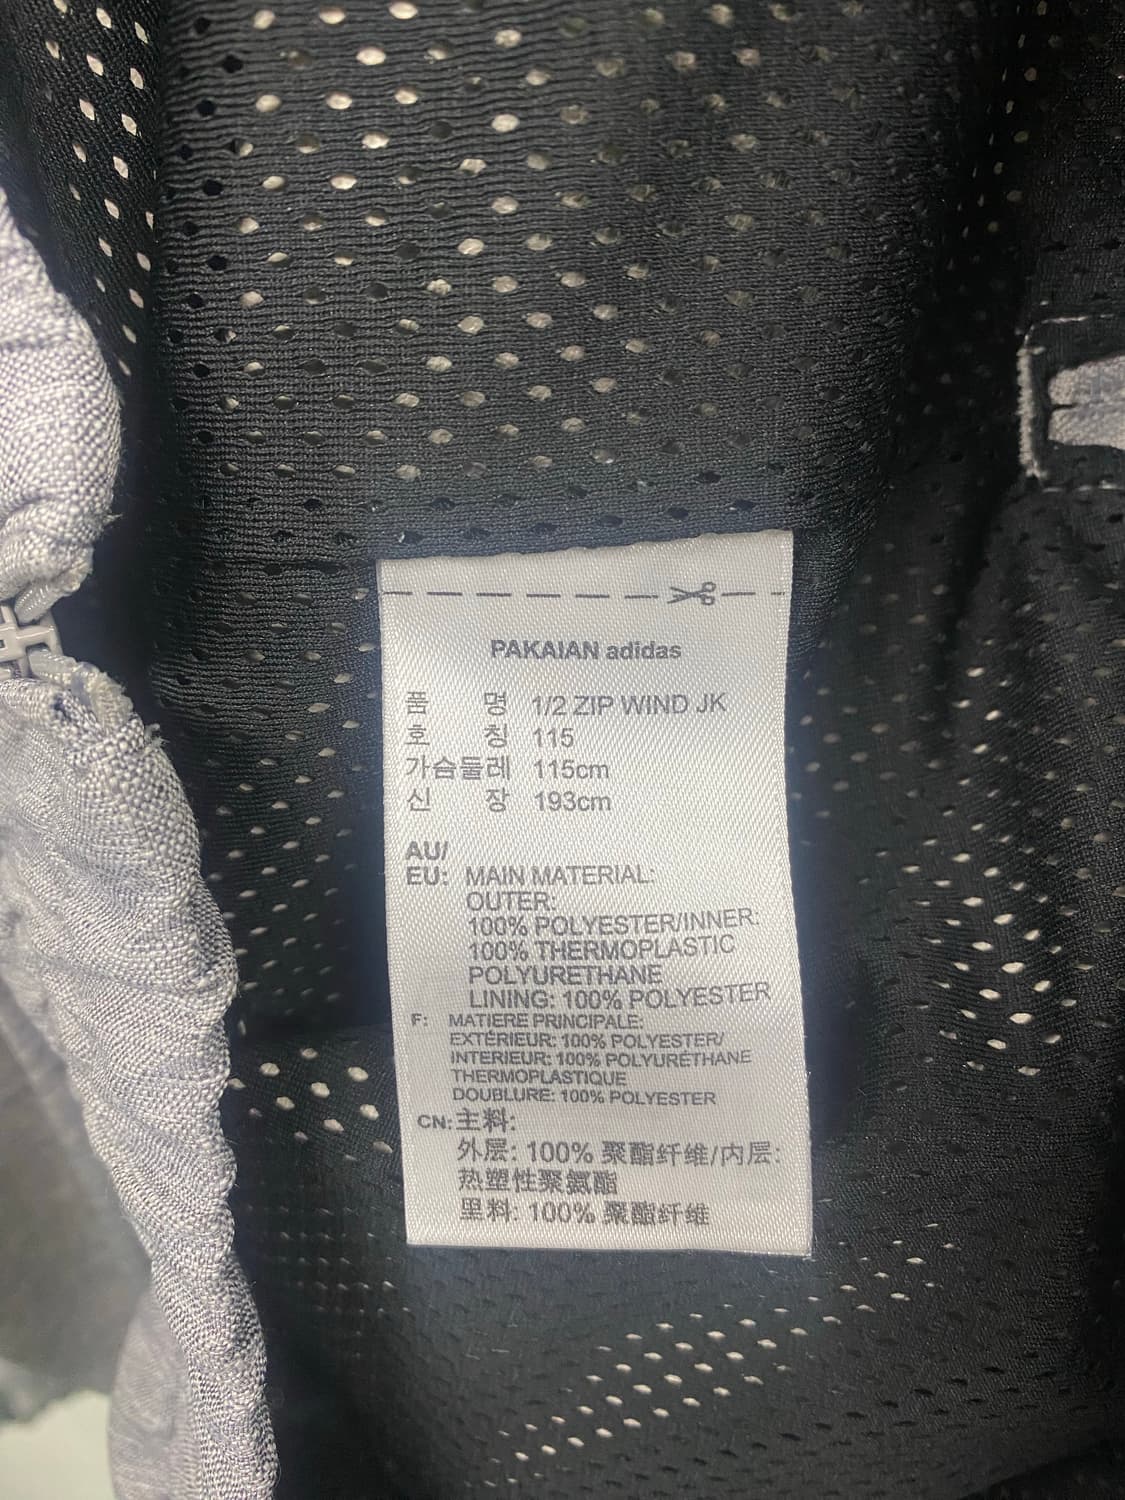 PAKAIAN adidas
품 명 1/2 ZIP WIND JK
호 칭 115
가슴둘레 115cm
신 장 193cm
AU/
EU: MAIN MATERIAL:
OUTER:
100% POLYESTER/INNER:
100% THERMOPLASTIC
POLYURETHANE
LINING: 100% POLYESTER
F: MATIERE PRINCIPALE:
EXTÉRIEUR: 100% POLYESTER/
INTERIEUR: 100% POLYURÉTHANE
THERMOPLASTIQUE
DOUBLURE: 100% POLYESTER
CN: 主料:
外层: 100% 聚酯纤维/内层:
热塑性聚氨酯
里料: 100% 聚酯纤维